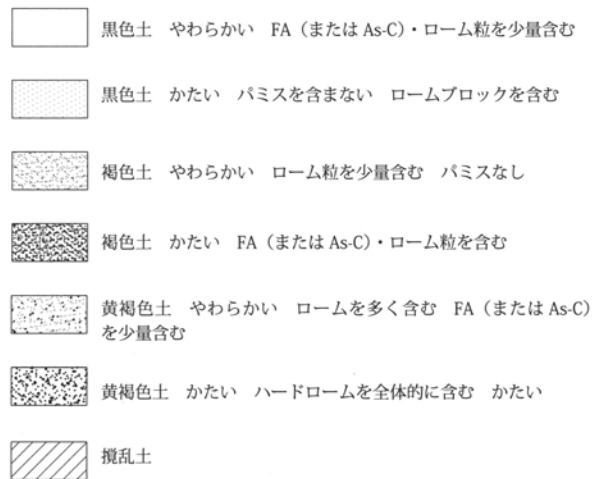 黒色土　やわらかい　FA（または As-C）・ローム粒を少量含む
黒色土　かたい　パミスを含まない　ロームブロックを含む
褐色土　やわらかい　ローム粒を少量含む　パミスなし
褐色土　かたい　FA（または As-C）・ローム粒を含む
黄褐色土　やわらかい　ロームを多く含む　FA（または As-C）
を少量含む
黄褐色土　かたい　ハードロームを全体的に含む　かたい
攪乱土